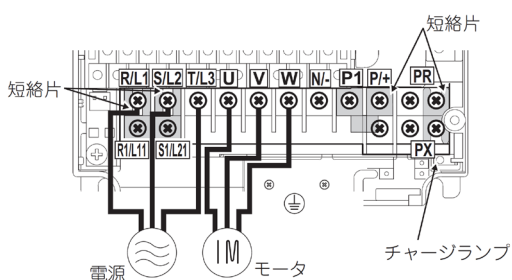 短絡片
R/L1 S/L2 T/L3 U V W N/- P1 P/+ PR
短絡片
R1/L11 S1/L21
PX
IM
電源
モータ
チャージランプ